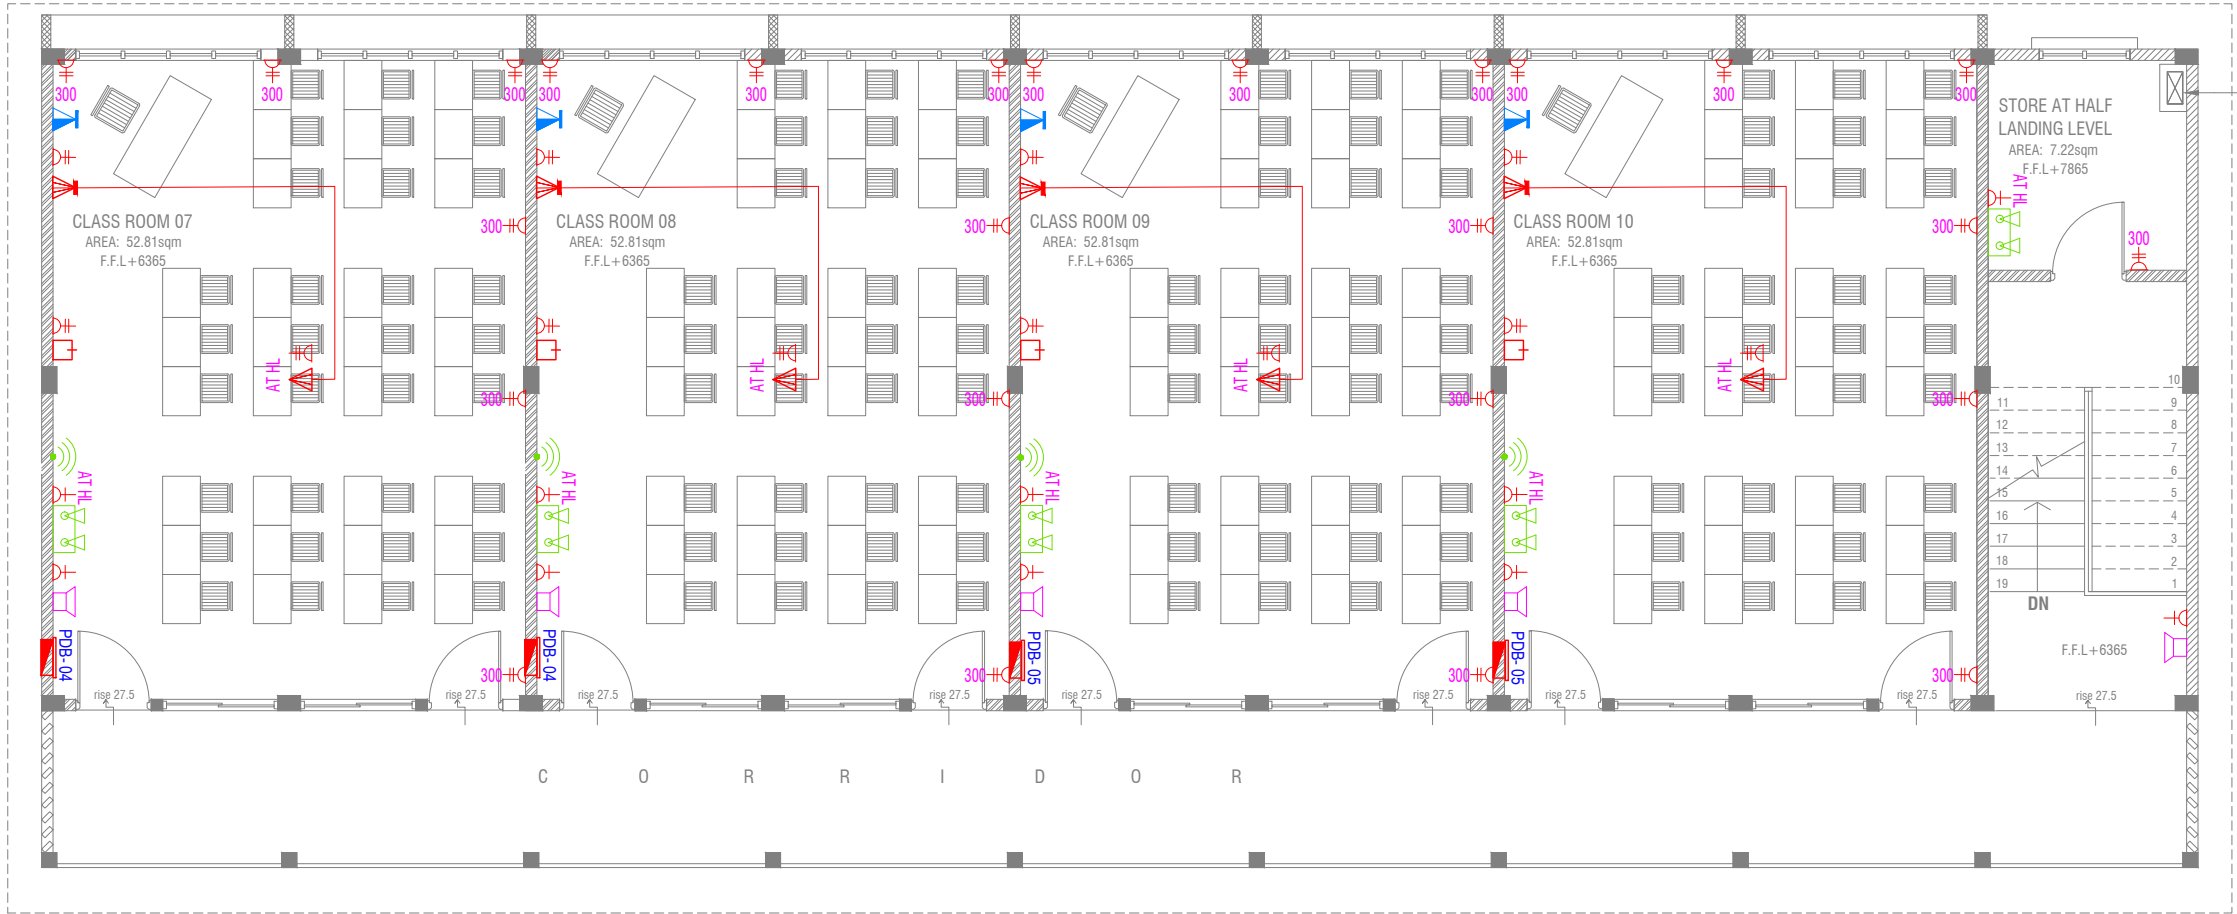 300 300 300 300 300 300 300 300 300 300 300 300
STORE AT HALF
LANDING LEVEL
AREA: 7.22sqm
F.F.L+7865
AT HL
CLASS ROOM 07
AREA: 52.81sqm
F.F.L+6365
CLASS ROOM 08
AREA: 52.81sqm
F.F.L+6365
CLASS ROOM 09
AREA: 52.81sqm
F.F.L+6365
CLASS ROOM 10
AREA: 52.81sqm
F.F.L+6365
300 300 300 300
300
AT HL AT HL AT HL AT HL
300 300 300 300
10
11 9
12 8
13 7
14 6
15 5
16 4
17 3
18 2
19 1
DN
AT HL AT HL AT HL AT HL
PDB-04 PDB-04 PDB-05 PDB-05
F.F.L+6365
300 300 300 300
rise 27.5 rise 27.5 rise 27.5 rise 27.5 rise 27.5 rise 27.5 rise 27.5 rise 27.5 rise 27.5
C O R R I D O R